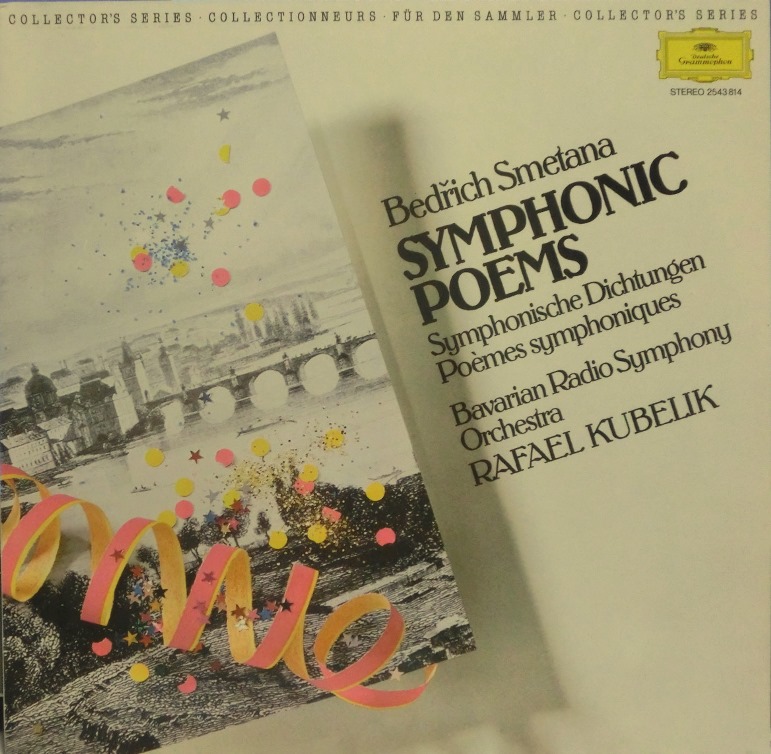 COLLECTOR'S SERIES · COLLECTIONNEURS · FÜR DEN SAMMLER · COLLECTOR'S SERIES
Deutsche
Grammophon
STEREO 2543 814
Bedřich Smetana
SYMPHONIC
POEMS
Symphonische Dichtungen
Poèmes symphoniques
Bavarian Radio Symphony
Orchestra
RAFAEL KUBELIK